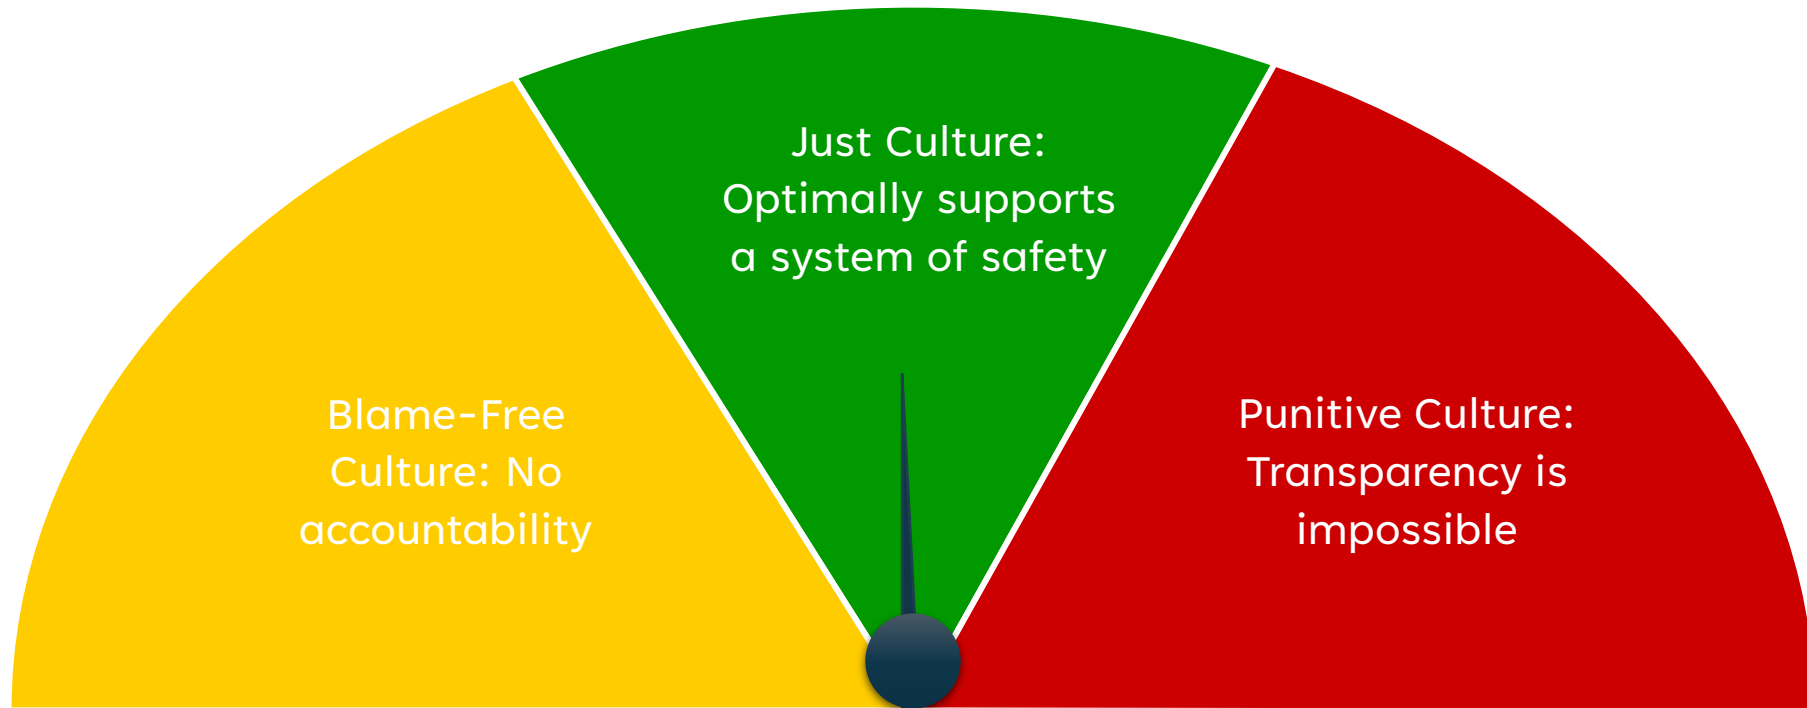 Just Culture:
Optimally supports
a system of safety
Blame-Free
Culture: No
accountability
Punitive Culture:
Transparency is
impossible